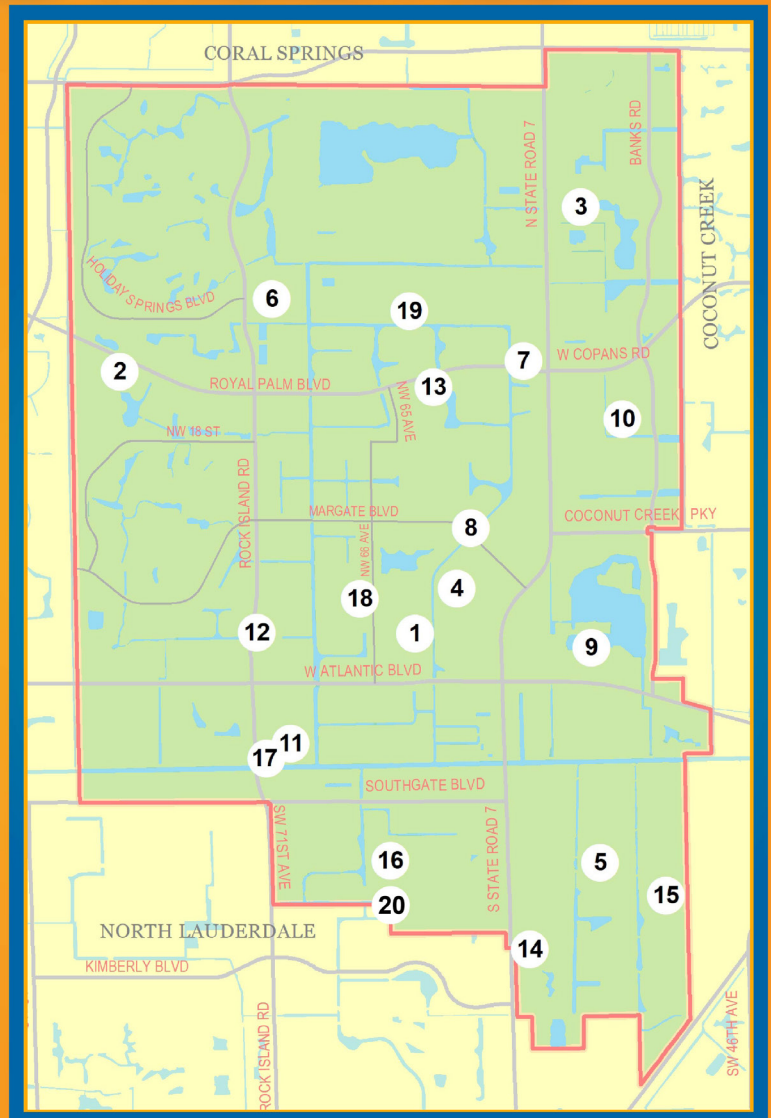 CORAL SPRINGS
N STATE ROAD 7
BANKS RD
3
COCONUT CREEK
HOLIDAY SPRINGS BLVD
6
19
2
7
W COPANS RD
ROYAL PALM BLVD
13
NW 65 AVE
10
NW 18 ST
ROCK ISLAND RD
MARGATE BLVD
8
COCONUT CREEK PKY
NW 66 AVE
18
4
12
1
9
W ATLANTIC BLVD
11
17
SOUTHGATE BLVD
SW 71ST AVE
S STATE ROAD 7
16
5
15
20
NORTH LAUDERDALE
14
KIMBERLY BLVD
ROCK ISLAND RD
SW 46TH AVE